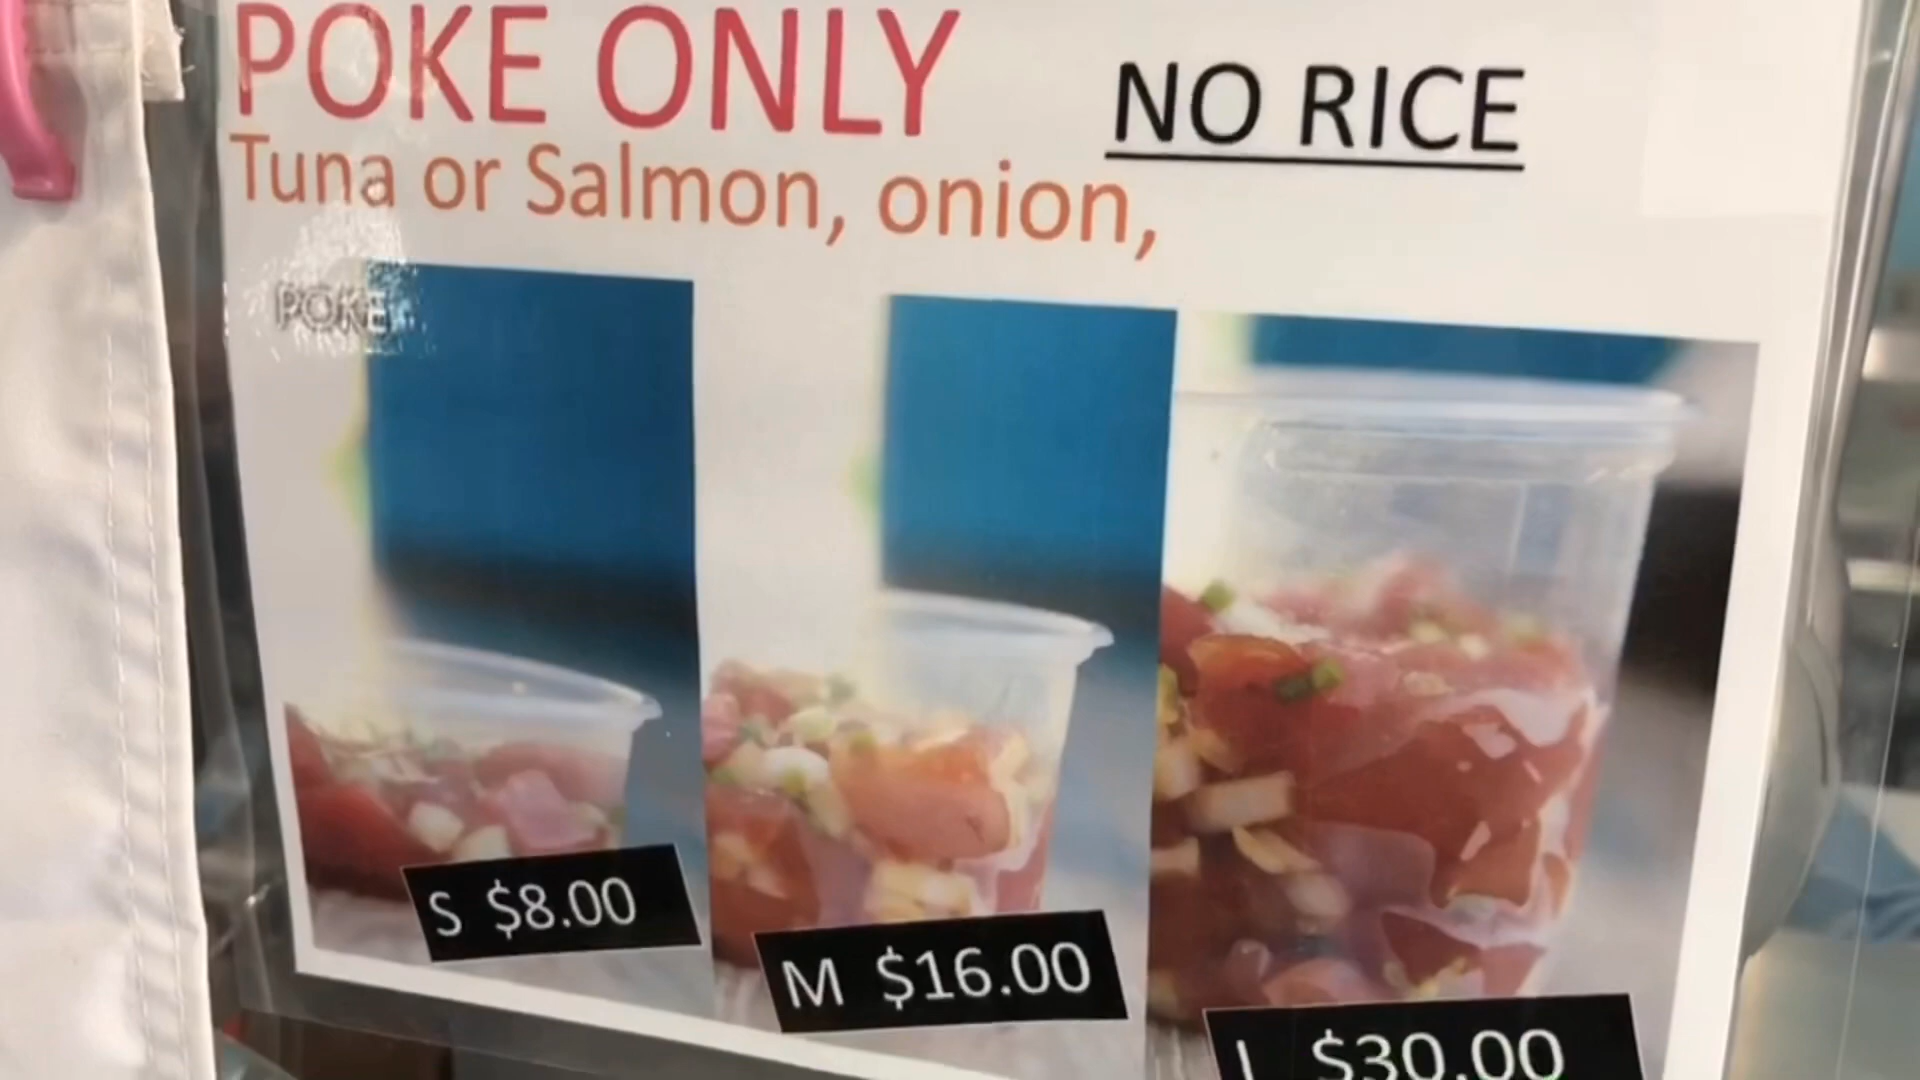 POKE ONLY
NO RICE
Tuna or Salmon, onion,
POKE
S $8.00
M $16.00
L $30.00